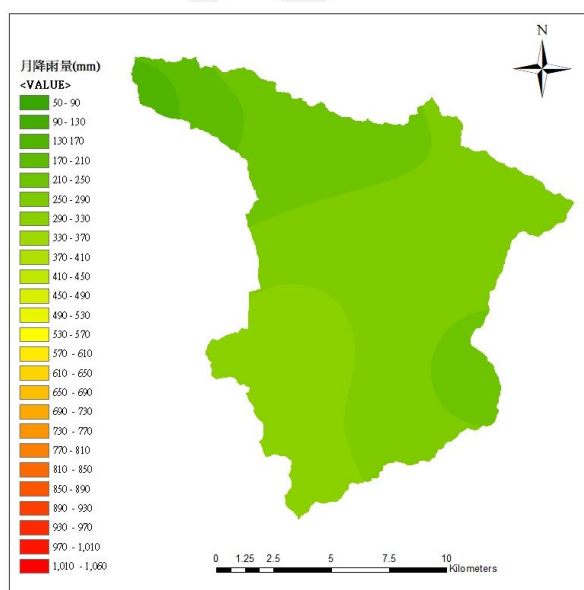 N
月降雨量(mm)
<VALUE>
50 - 90
90 - 130
130 170
170 - 210
210 - 250
250 - 290
290 - 330
330 - 370
370 - 410
410 - 450
450 - 490
490 - 530
530 - 570
570 - 610
610 - 650
650 - 690
690 - 730
730 - 770
770 - 810
810 - 850
850 - 890
890 - 930
930 - 970
970 - 1,010
1,010 - 1,060
0 1.25 2.5 5 7.5 10
Kilometers